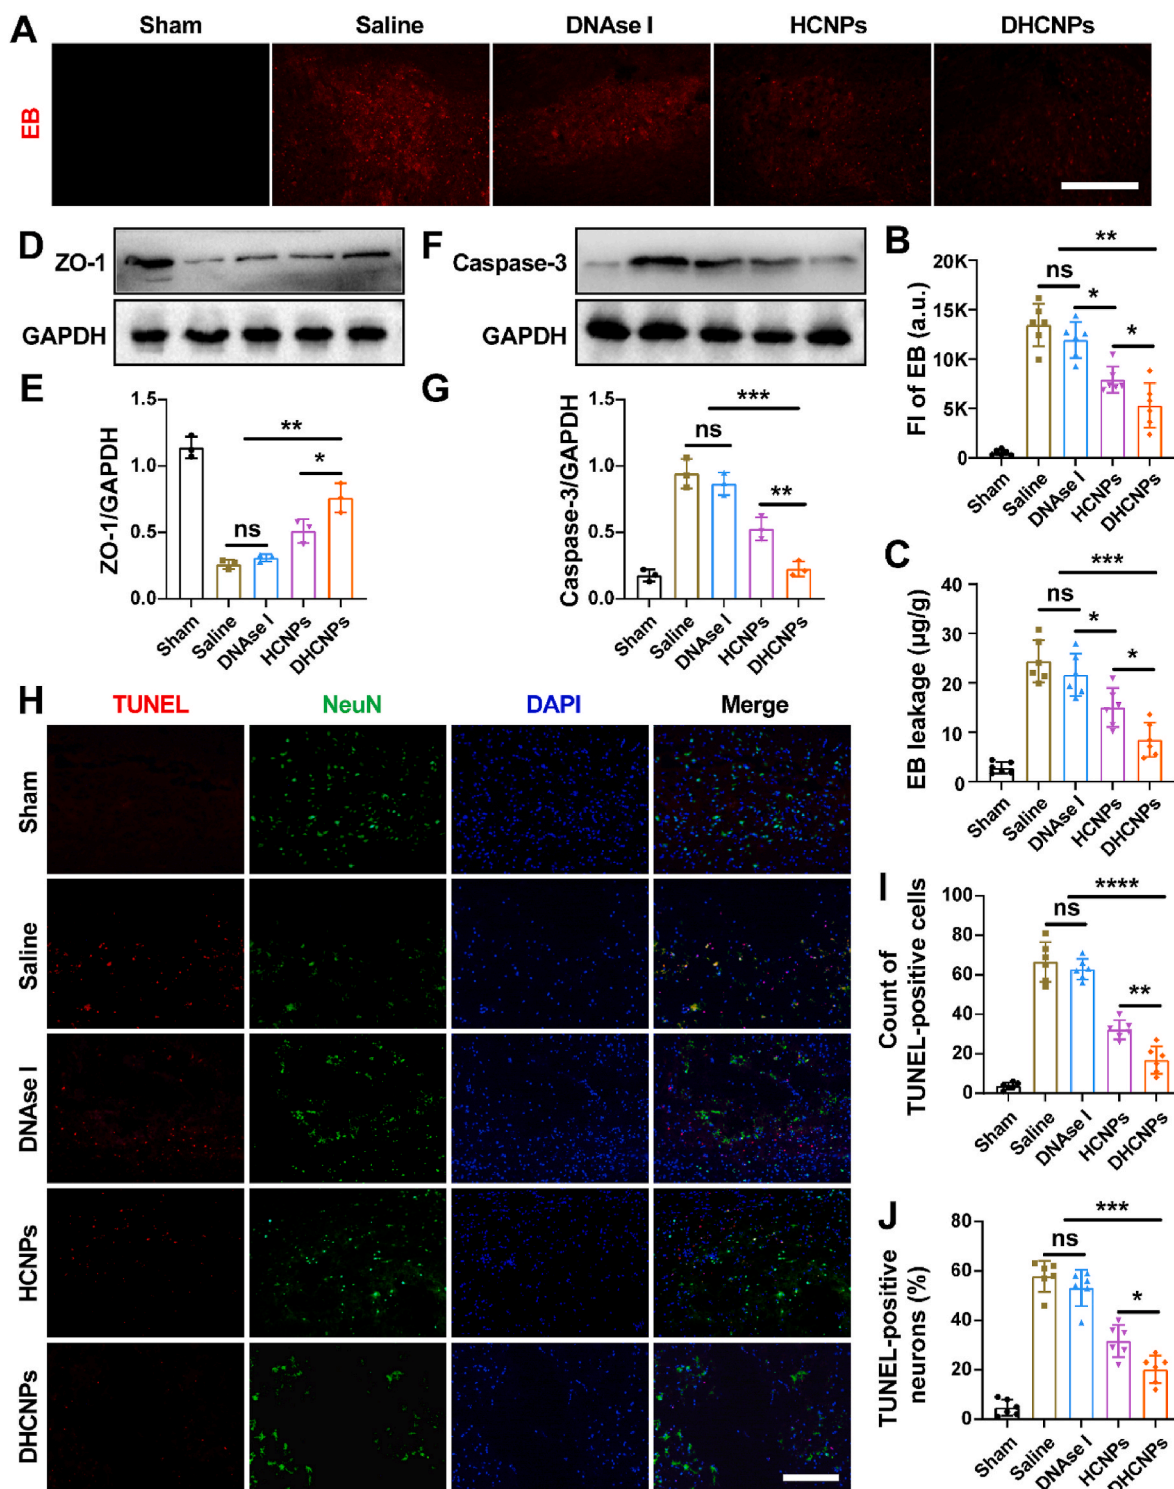 A
Sham Saline DNAse I HCNPs DHCNPs
EB
D
ZO-1
GAPDH
F
Caspase-3
GAPDH
B
FI of EB (a.u.)
20K
15K
10K
5K
0
ns
*
*
**
Sham Saline DNAse I HCNPs DHCNPs
E
ZO-1/GAPDH
1.5
1.0
0.5
0.0
ns
*
**
Sham Saline DNAse I HCNPs DHCNPs
G
Caspase-3/GAPDH
1.5
1.0
0.5
0.0
ns
**
***
Sham Saline DNAse I HCNPs DHCNPs
C
EB leakage (µg/g)
40
30
20
10
0
ns
*
*
***
Sham Saline DNAse I HCNPs DHCNPs
H
TUNEL NeuN DAPI Merge
Sham
Saline
DNAse I
HCNPs
DHCNPs
I
Count of
TUNEL-positive cells
100
80
60
40
20
0
ns
**
****
Sham Saline DNAse I HCNPs DHCNPs
J
TUNEL-positive
neurons (%)
80
60
40
20
0
ns
*
***
Sham Saline DNAse I HCNPs DHCNPs